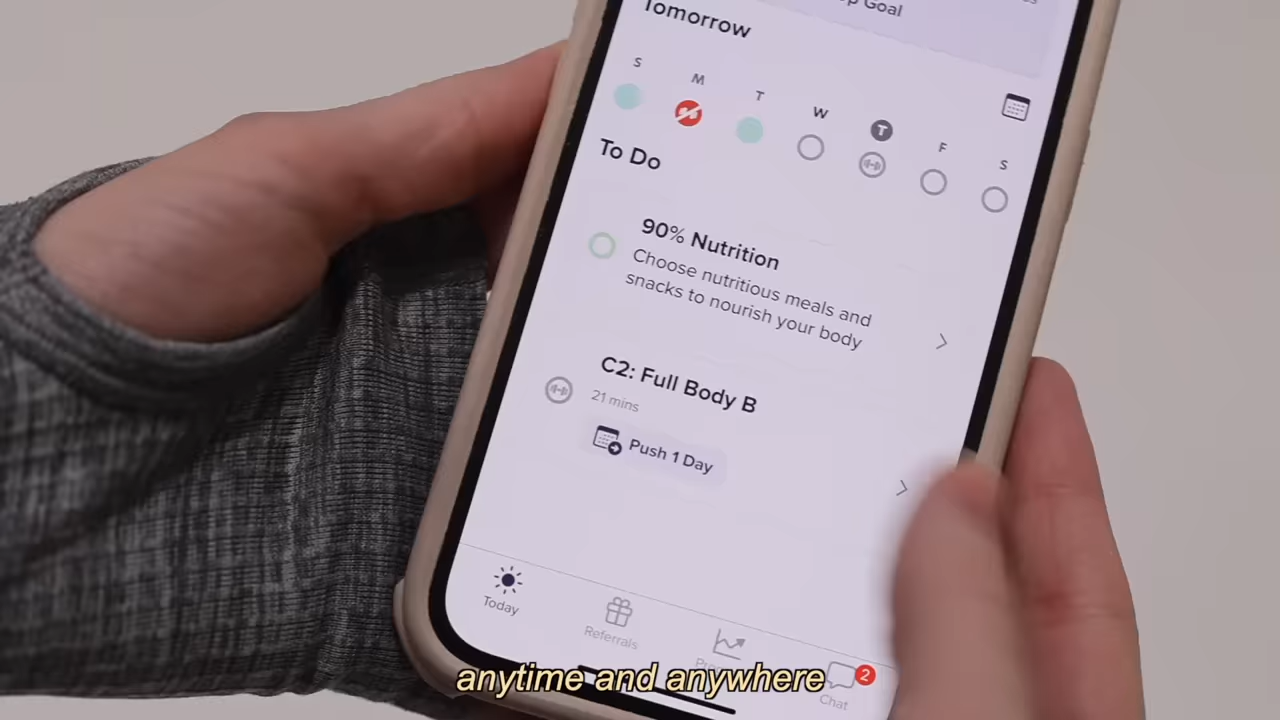 Goal
Tomorrow
S M T W T F S
To Do
90% Nutrition
Choose nutritious meals and
snacks to nourish your body
C2: Full Body B
21 mins
Push 1 Day
Today
Referrals
Chat
2
anytime and anywhere